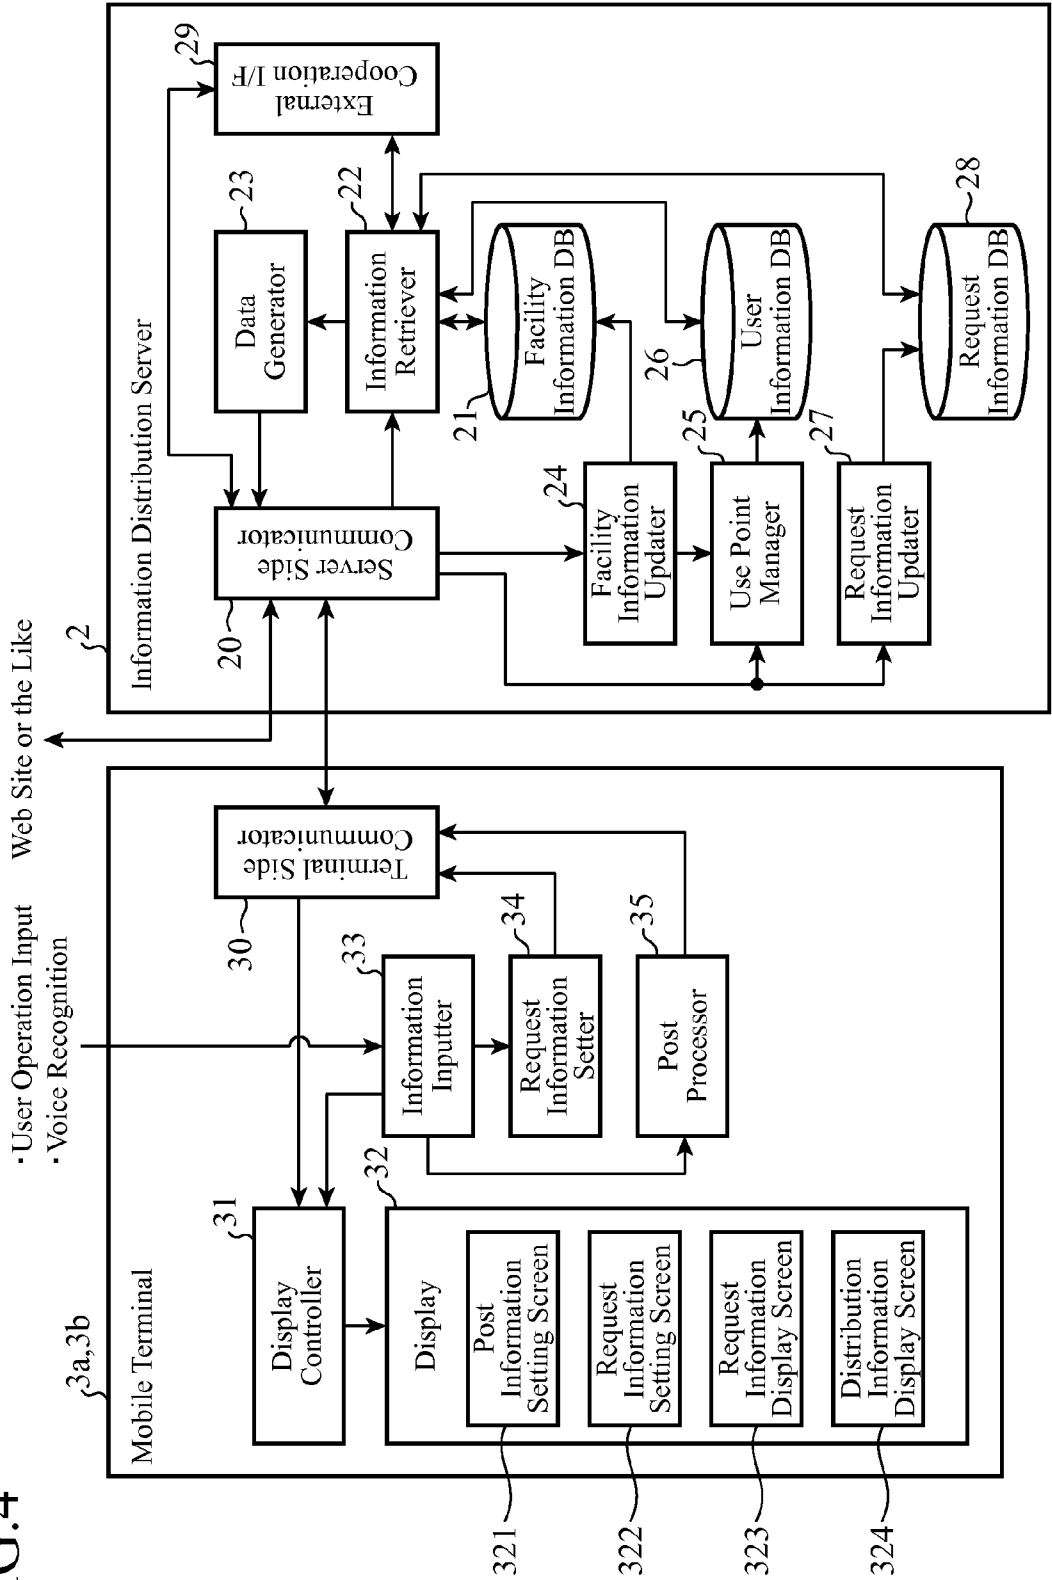 G.4
3a,3b
Mobile Terminal
31
Display
Controller
32
Display
Post
Information
Setting Screen
321
Request
Information
Setting Screen
322
Request
Information
Display Screen
323
Distribution
Information
Display Screen
324
·User Operation Input
·Voice Recognition
33
Information
Inputter
34
Request
Information
Setter
35
Post
Processor
30
Terminal Side
Communicator
Web Site or the Like
2
Information Distribution Server
20
Server Side
Communicator
23
Data
Generator
29
External
Cooperation I/F
22
Information
Retriever
21
Facility
Information DB
24
Facility
Information
Updater
25
Use Point
Manager
26
User
Information DB
27
Request
Information
Updater
28
Request
Information DB